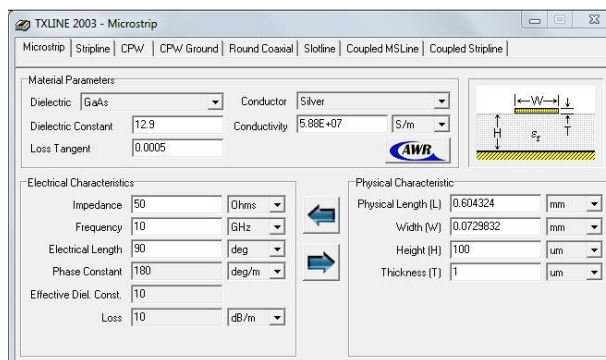 TXLINE 2003 - Microstrip
Microstrip Stripline CPW CPW Ground Round Coaxial Slotline Coupled MSLine Coupled Stripline
Material Parameters
Dielectric GaAs Conductor Silver
Dielectric Constant 12.9 Conductivity 5.88E+07 S/m
Loss Tangent 0.0005 AWR
W
H
εr
T
Electrical Characteristics
Impedance 50 Ohms
Frequency 10 GHz
Electrical Length 90 deg
Phase Constant 180 deg/m
Effective Diel. Const. 10
Loss 10 dB/m
Physical Characteristic
Physical Length (L) 0.604324 mm
Width (W) 0.0729832 mm
Height (H) 100 um
Thickness (T) 1 um